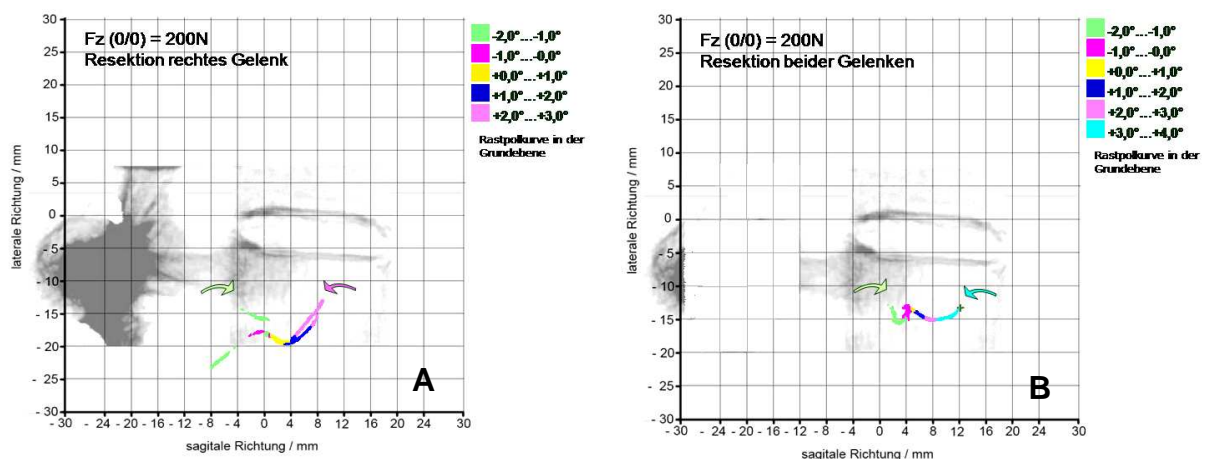 Fz (0/0) = 200N
Resektion rechtes Gelenk
-2,0°...-1,0°
-1,0°...-0,0°
+0,0°...+1,0°
+1,0°...+2,0°
+2,0°...+3,0°
Rastpolkurve in der
Grundebene
laterale Richtung / mm
30
25
20
15
10
5
0
- 5
- 10
- 15
- 20
- 25
- 30
- 30 - 24 - 20 - 16 - 12 - 8 - 4 0 4 8 12 16 20 24 30
sagitale Richtung / mm
A
Fz (0/0) = 200N
Resektion beider Gelenken
-2,0°...-1,0°
-1,0°...-0,0°
+0,0°...+1,0°
+1,0°...+2,0°
+2,0°...+3,0°
+3,0°...+4,0°
Rastpolkurve in der
Grundebene
laterale Richtung / mm
30
25
20
15
10
5
0
- 5
- 10
- 15
- 20
- 25
- 30
- 30 - 24 - 20 - 16 - 12 - 8 - 4 0 4 8 12 16 20 24 30
sagitale Richtung / mm
B